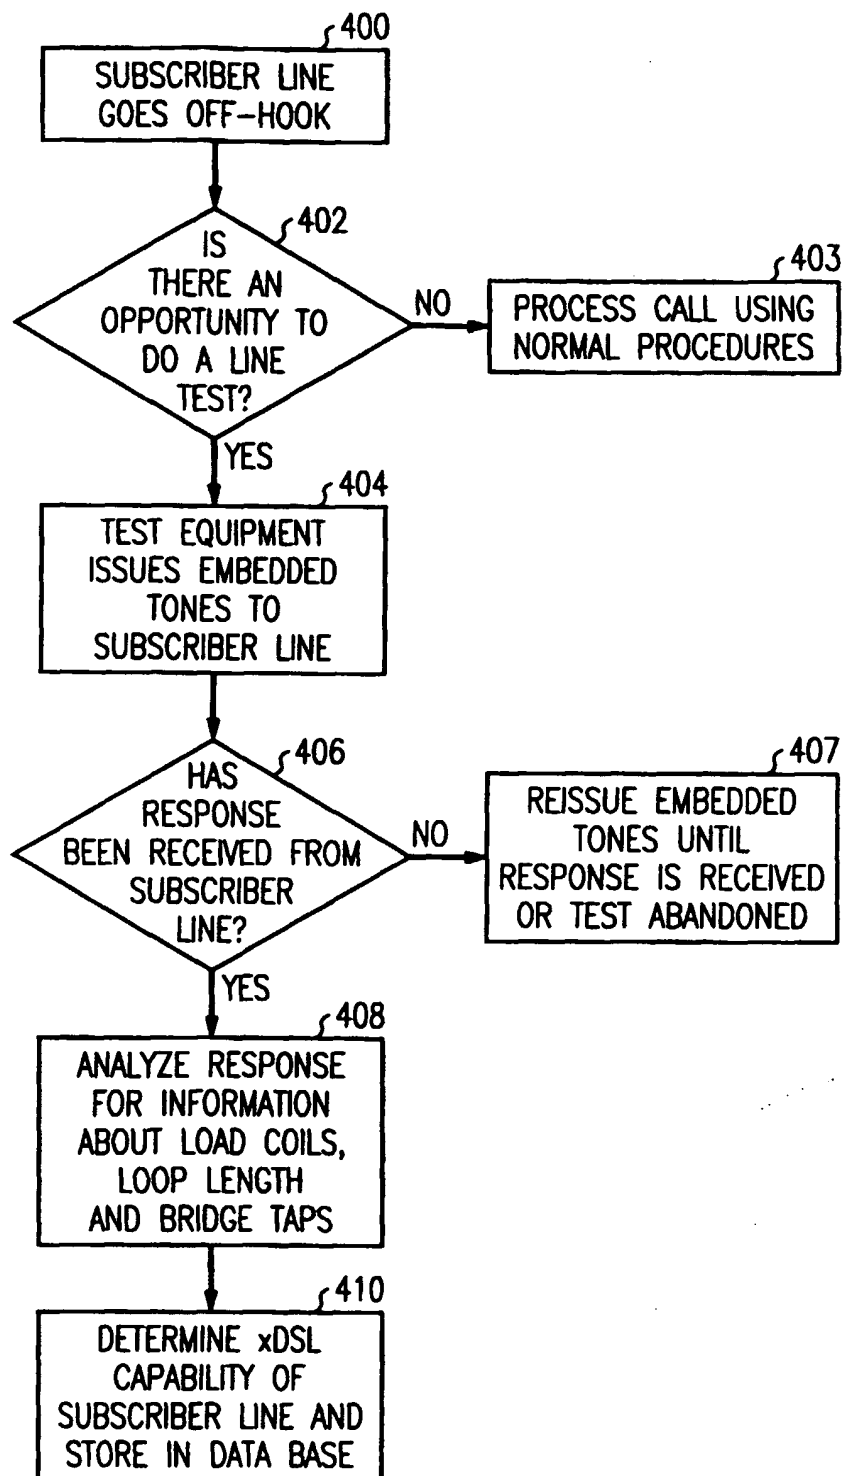 400
SUBSCRIBER LINE
GOES OFF-HOOK
402
IS
THERE AN
OPPORTUNITY TO
DO A LINE
TEST?
NO
403
PROCESS CALL USING
NORMAL PROCEDURES
YES
404
TEST EQUIPMENT
ISSUES EMBEDDED
TONES TO
SUBSCRIBER LINE
406
HAS
RESPONSE
BEEN RECEIVED FROM
SUBSCRIBER
LINE?
NO
407
REISSUE EMBEDDED
TONES UNTIL
RESPONSE IS RECEIVED
OR TEST ABANDONED
YES
408
ANALYZE RESPONSE
FOR INFORMATION
ABOUT LOAD COILS,
LOOP LENGTH
AND BRIDGE TAPS
410
DETERMINE xDSL
CAPABILITY OF
SUBSCRIBER LINE AND
STORE IN DATA BASE